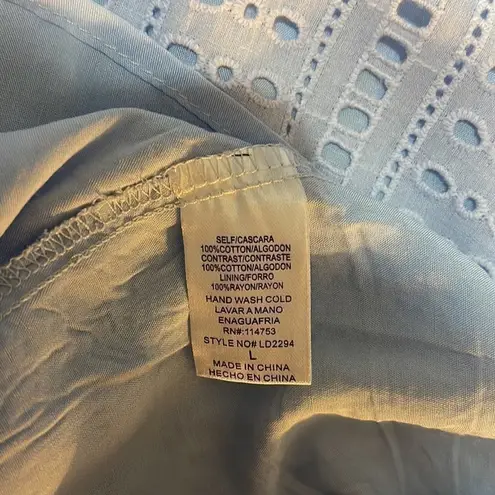 SELF/CASCARA
100%COTTON/ALGODON
CONTRAST/CONTRASTE
100%COTTON/ALGODON
LINING/FORRO
100%RAYON/RAYON
HAND WASH COLD
LAVAR A MANO
ENAGUAFRIA
RN#:114753
STYLE NO# LD2294
L
MADE IN CHINA
HECHO EN CHINA